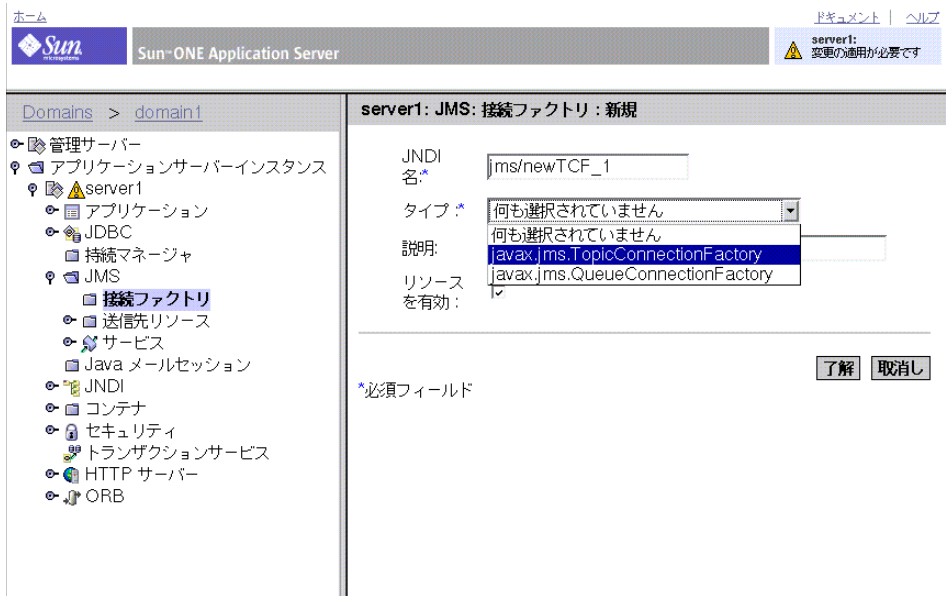 ホーム
ドキュメント | ヘルプ
Sun
microsystems
Sun™ ONE Application Server
server1:
変更の適用が必要です
Domains > domain1
管理サーバー
アプリケーションサーバーインスタンス
server1
アプリケーション
JDBC
持続マネージャ
JMS
接続ファクトリ
送信先リソース
サービス
Java メールセッション
JNDI
コンテナ
セキュリティ
トランザクションサービス
HTTP サーバー
ORB
server1: JMS: 接続ファクトリ : 新規
JNDI
名:*
jms/newTCF_1
タイプ :*
何も選択されていません
何も選択されていません
javax.jms.TopicConnectionFactory
javax.jms.QueueConnectionFactory
説明:
リソース
を有効 :
了解
取消し
*必須フィールド